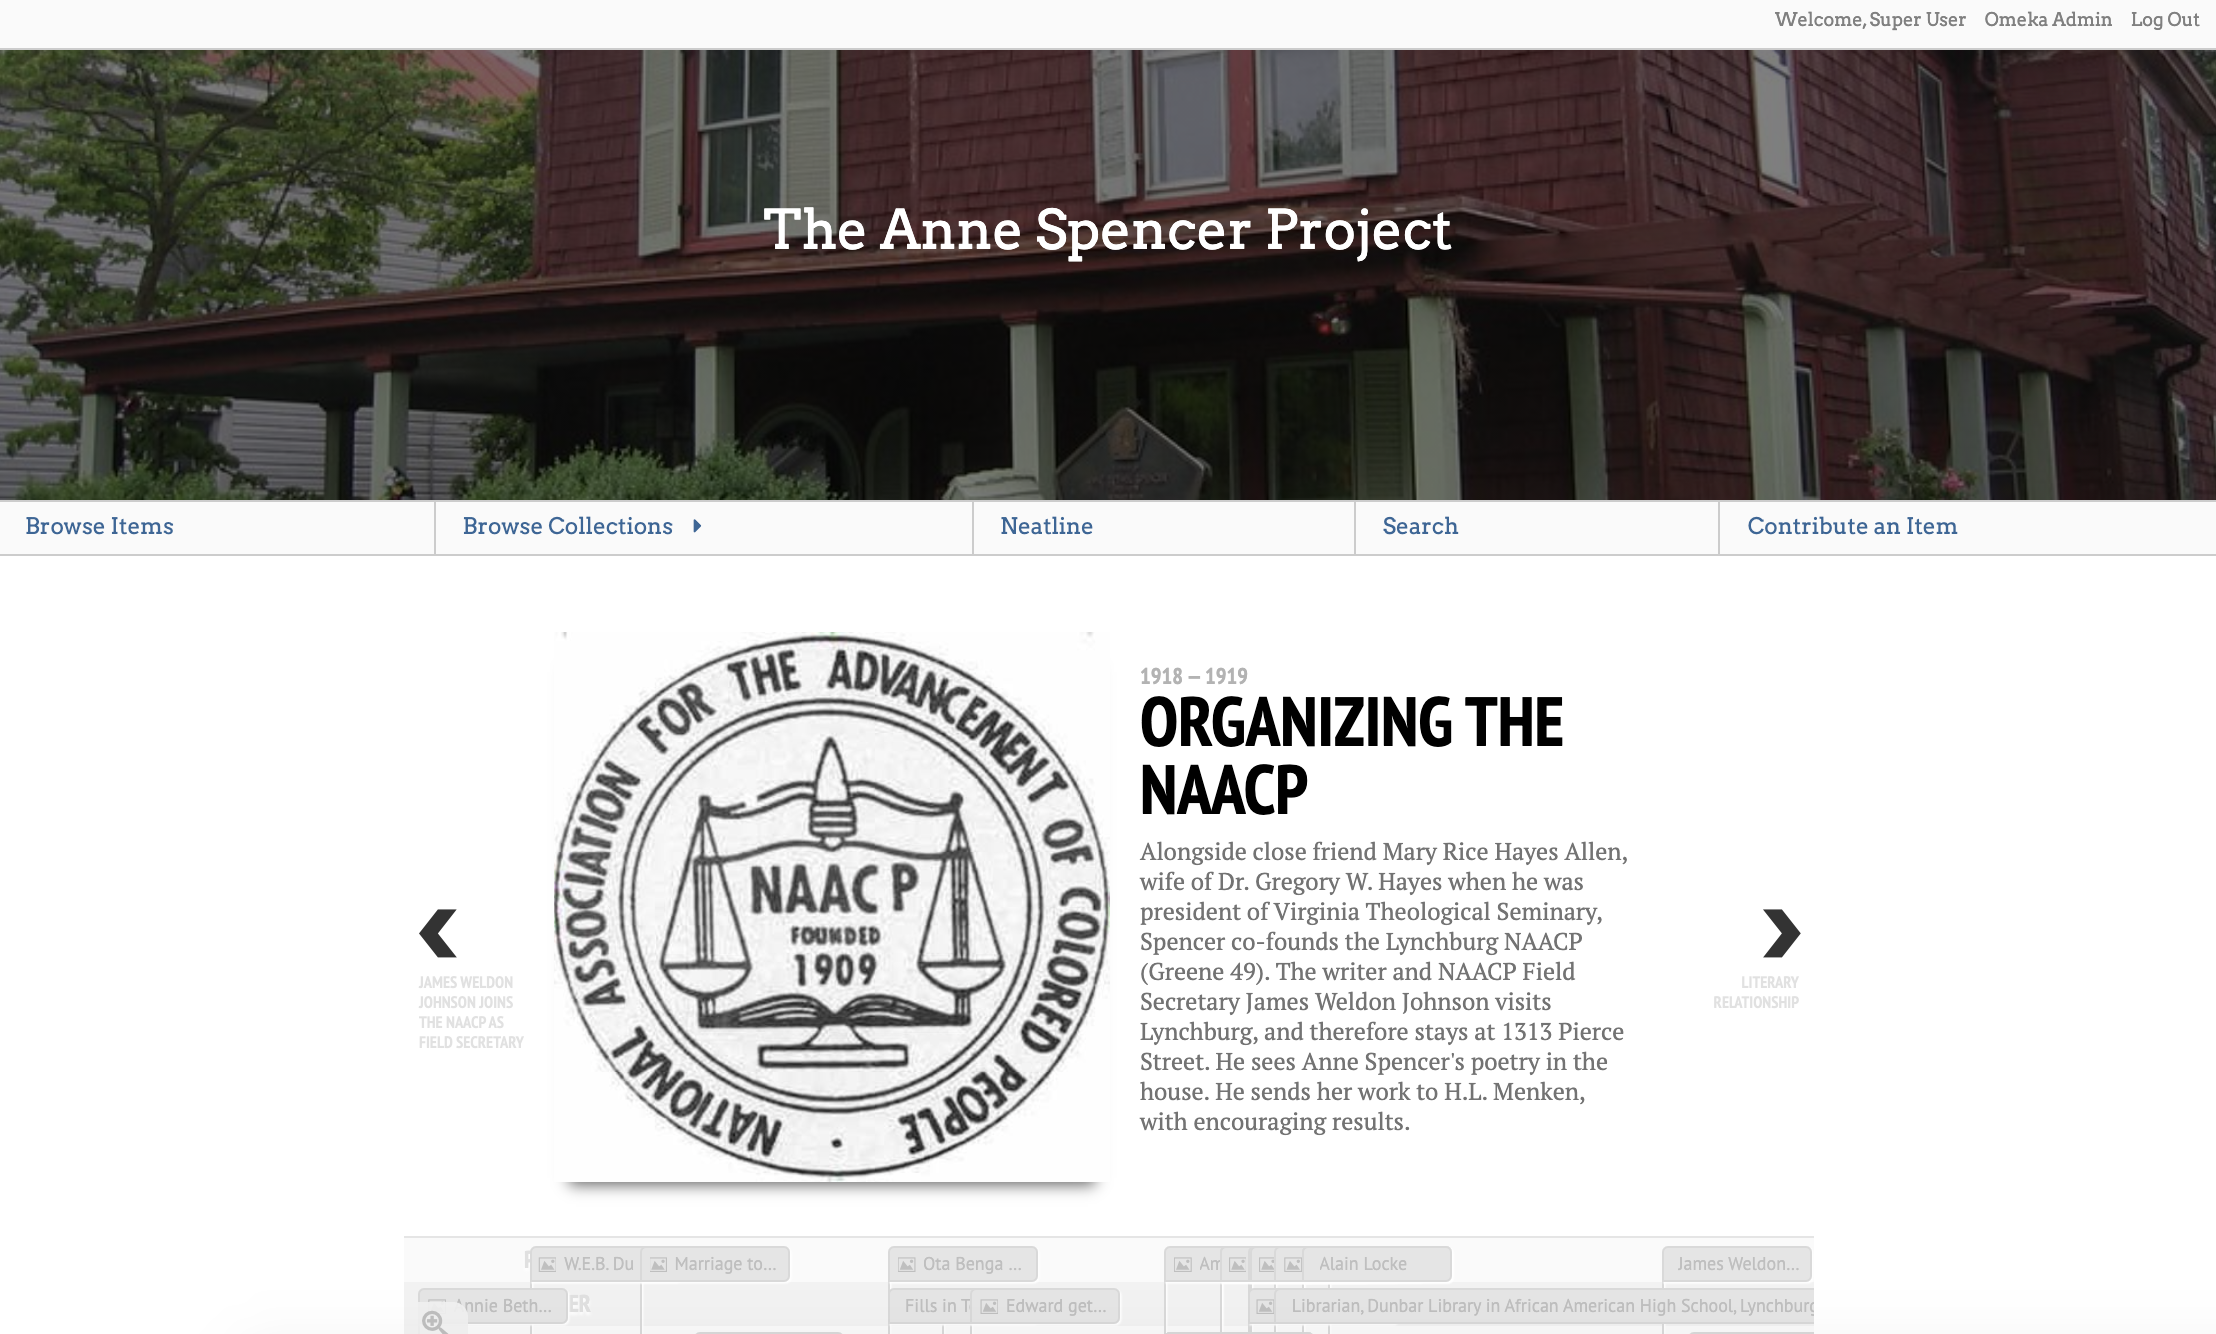 Welcome, Super User Omeka Admin Log Out
The Anne Spencer Project
Browse Items Browse Collections Neatline Search Contribute an Item
NATIONAL ASSOCIATION FOR THE ADVANCEMENT OF COLORED PEOPLE
NAACP
FOUNDED
1909
1918 – 1919
ORGANIZING THE
NAACP
Alongside close friend Mary Rice Hayes Allen,
wife of Dr. Gregory W. Hayes when he was
president of Virginia Theological Seminary,
Spencer co-founds the Lynchburg NAACP
(Greene 49). The writer and NAACP Field
Secretary James Weldon Johnson visits
Lynchburg, and therefore stays at 1313 Pierce
Street. He sees Anne Spencer's poetry in the
house. He sends her work to H.L. Menken,
with encouraging results.
JAMES WELDON
JOHNSON JOINS
THE NAACP AS
FIELD SECRETARY
LITERARY
RELATIONSHIP
W.E.B. Du Marriage to... Ota Benga ... Am Alain Locke James Weldon...
Annie Beth... ER Fills in T Edward get... Librarian, Dunbar Library in African American High School, Lynchburg